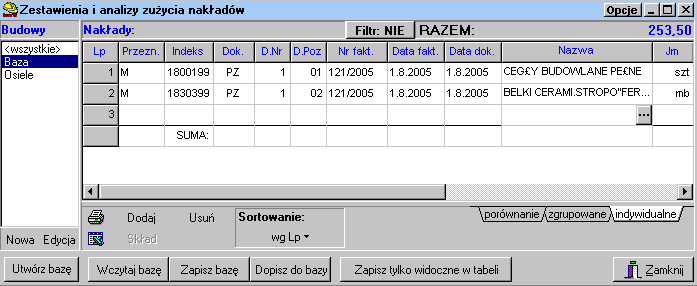 Zestawienia i analizy zużycia nakładów Opcje
Budowy Nakłady: Filtr: NIE RAZEM: 253,50
<wszystkie>
Baza
Osiele
Lp Przezn. Indeks Dok. D.Nr D.Poz Nr fakt. Data fakt. Data dok. Nazwa Jm
1 M 1800199 PZ 1 01 121/2005 1.8.2005 1.8.2005 CEG£Y BUDOWLANE PE£NE szt
2 M 1830399 PZ 1 02 121/2005 1.8.2005 1.8.2005 BELKI CERAMI.STROPO"FER... mb
3 ...
SUMA:
Dodaj Usuń Sortowanie: porównanie zgrupowane indywidualne
Skład wg Lp
Nowa Edycja
Utwórz bazę Wczytaj bazę Zapisz bazę Dopisz do bazy Zapisz tylko widoczne w tabeli Zamknij